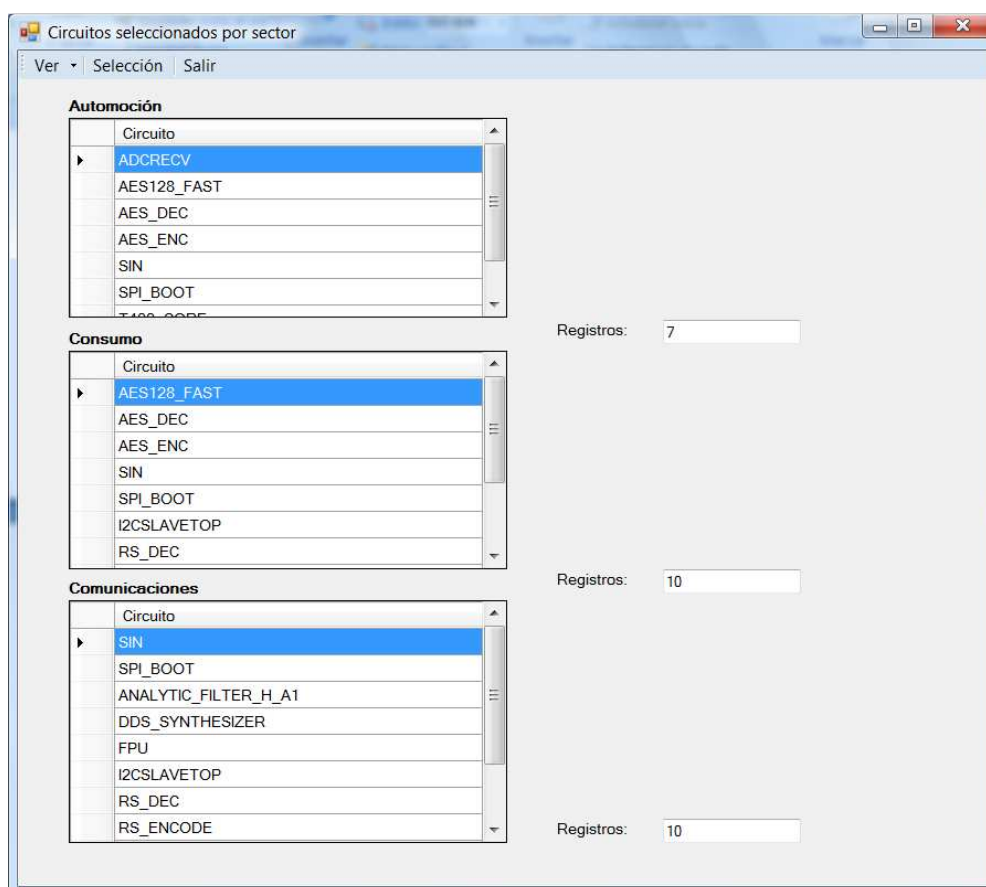 Circuitos seleccionados por sector
Ver Selección Salir
Automoción
Circuito
ADCRECV
AES128_FAST
AES_DEC
AES_ENC
SIN
SPI_BOOT
Registros: 7
Consumo
Circuito
AES128_FAST
AES_DEC
AES_ENC
SIN
SPI_BOOT
I2CSLAVETOP
RS_DEC
Registros: 10
Comunicaciones
Circuito
SIN
SPI_BOOT
ANALYTIC_FILTER_H_A1
DDS_SYNTHESIZER
FPU
I2CSLAVETOP
RS_DEC
RS_ENCODE
Registros: 10